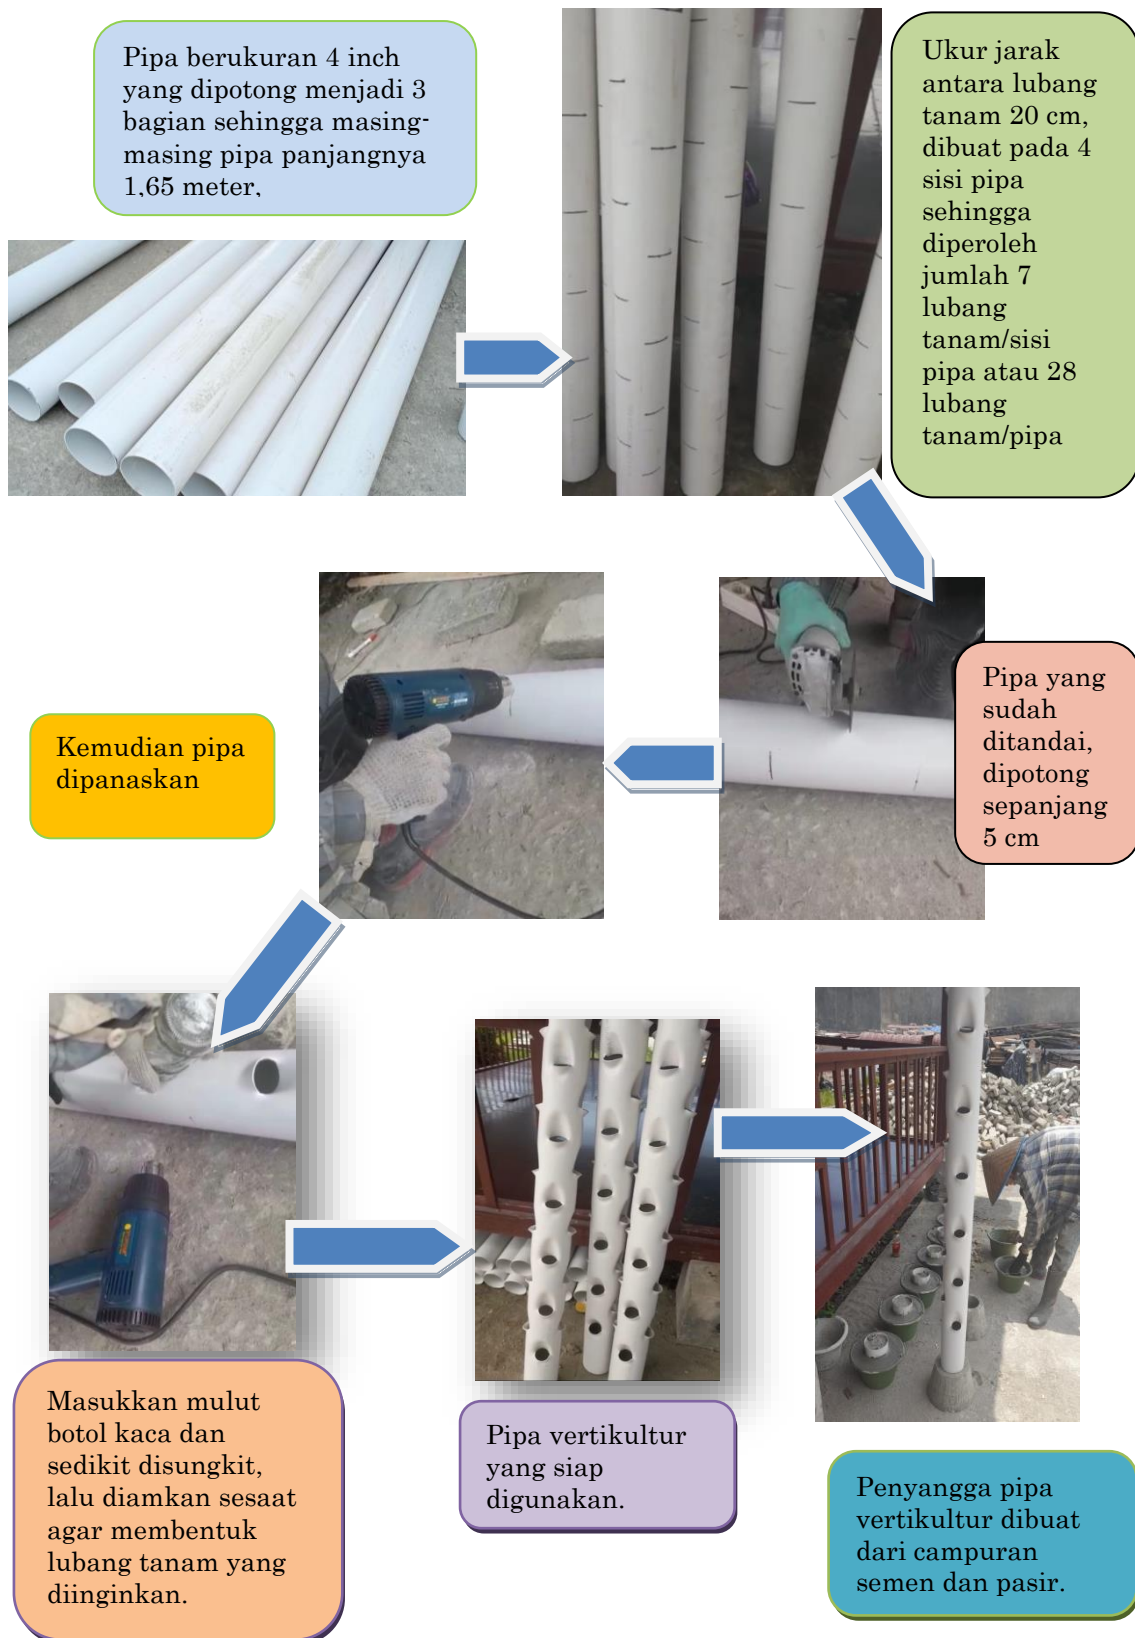 Pipa berukuran 4 inch
yang dipotong menjadi 3
bagian sehingga masing-
masing pipa panjangnya
1,65 meter,
Ukur jarak
antara lubang
tanam 20 cm,
dibuat pada 4
sisi pipa
sehingga
diperoleh
jumlah 7
lubang
tanam/sisi
pipa atau 28
lubang
tanam/pipa
Pipa yang
sudah
ditandai,
dipotong
sepanjang
5 cm
Kemudian pipa
dipanaskan
Masukkan mulut
botol kaca dan
sedikit disungkit,
lalu diamkan sesaat
agar membentuk
lubang tanam yang
diinginkan.
Pipa vertikultur
yang siap
digunakan.
Penyangga pipa
vertikultur dibuat
dari campuran
semen dan pasir.